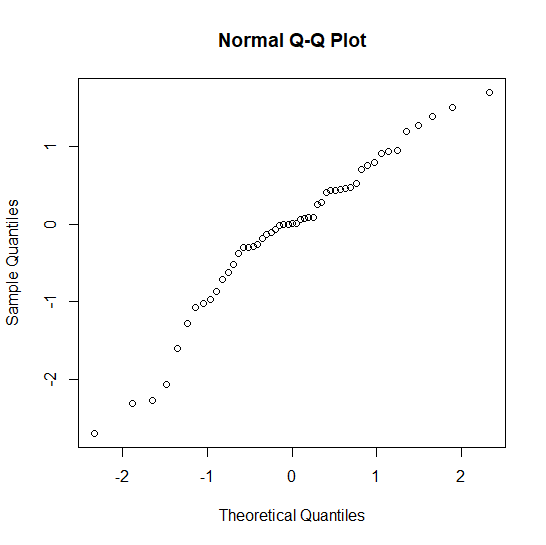 Normal Q-Q Plot
Sample Quantiles
1
0
-1
-2
-2 -1 0 1 2
Theoretical Quantiles